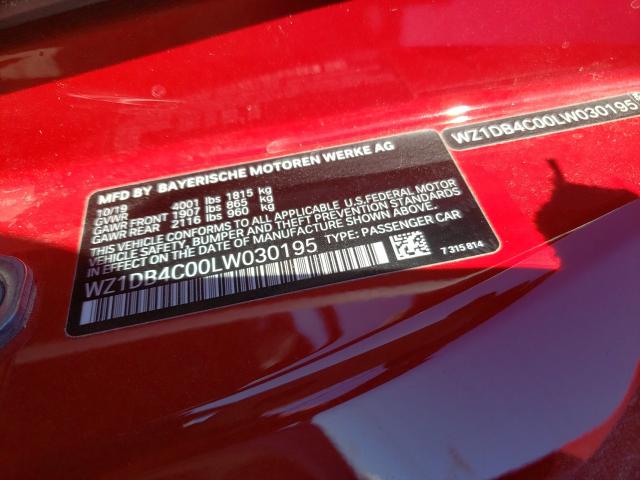 MFD BY BAYERISCHE MOTOREN WERKE AG
10/19
GVWR 4001 lbs 1815 kg
GAWR FRONT 1907 lbs 865 kg
GAWR REAR 2116 lbs 960 kg
THIS VEHICLE CONFORMS TO ALL APPLICABLE U.S.FEDERAL MOTOR
VEHICLE SAFETY, BUMPER AND THEFT PREVENTION STANDARDS
IN EFFECT ON THE DATE OF MANUFACTURE SHOWN ABOVE.
WZ1DB4C00LW030195 TYPE: PASSENGER CAR
7 315 814
WZ1DB4C00LW030195